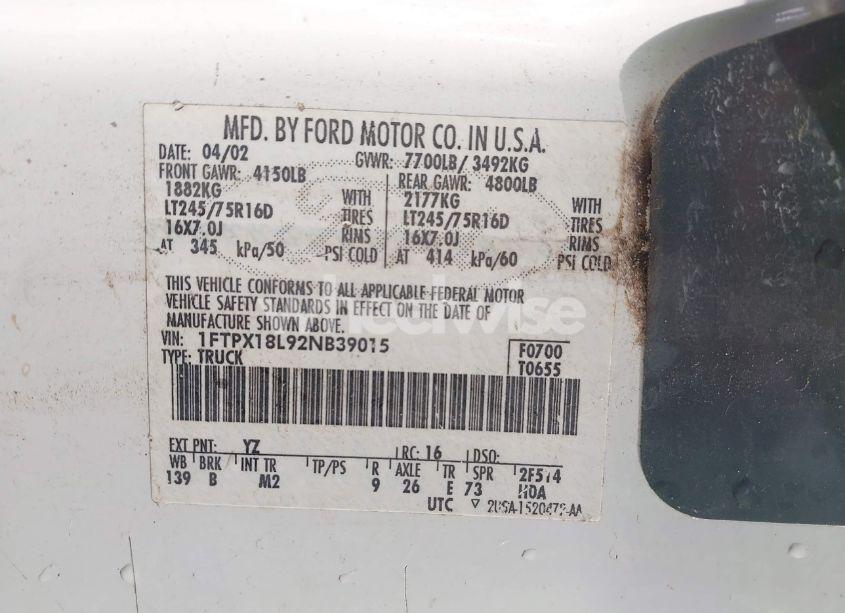 MFD. BY FORD MOTOR CO. IN U.S.A.
DATE: 04/02 GVWR: 7700LB/ 3492KG
FRONT GAWR: 4150LB REAR GAWR: 4800LB
1882KG WITH 2177KG WITH
LT245/75R16D TIRES LT245/75R16D TIRES
16X7.0J RIMS 16X7.0J RIMS
AT 345 kPa/50 PSI COLD AT 414 kPa/60 PSI COLD
THIS VEHICLE CONFORMS TO ALL APPLICABLE FEDERAL MOTOR
VEHICLE SAFETY STANDARDS IN EFFECT ON THE DATE OF
MANUFACTURE SHOWN ABOVE.
VIN: 1FTPX18L92NB39015
TYPE: TRUCK
F0700
T0655
EXT PNT: YZ RC: 16 DSO:
WB BRK INT TR TP/PS R AXLE TR SPR 2F514
139 B M2 9 26 E 73 HOA
UTC